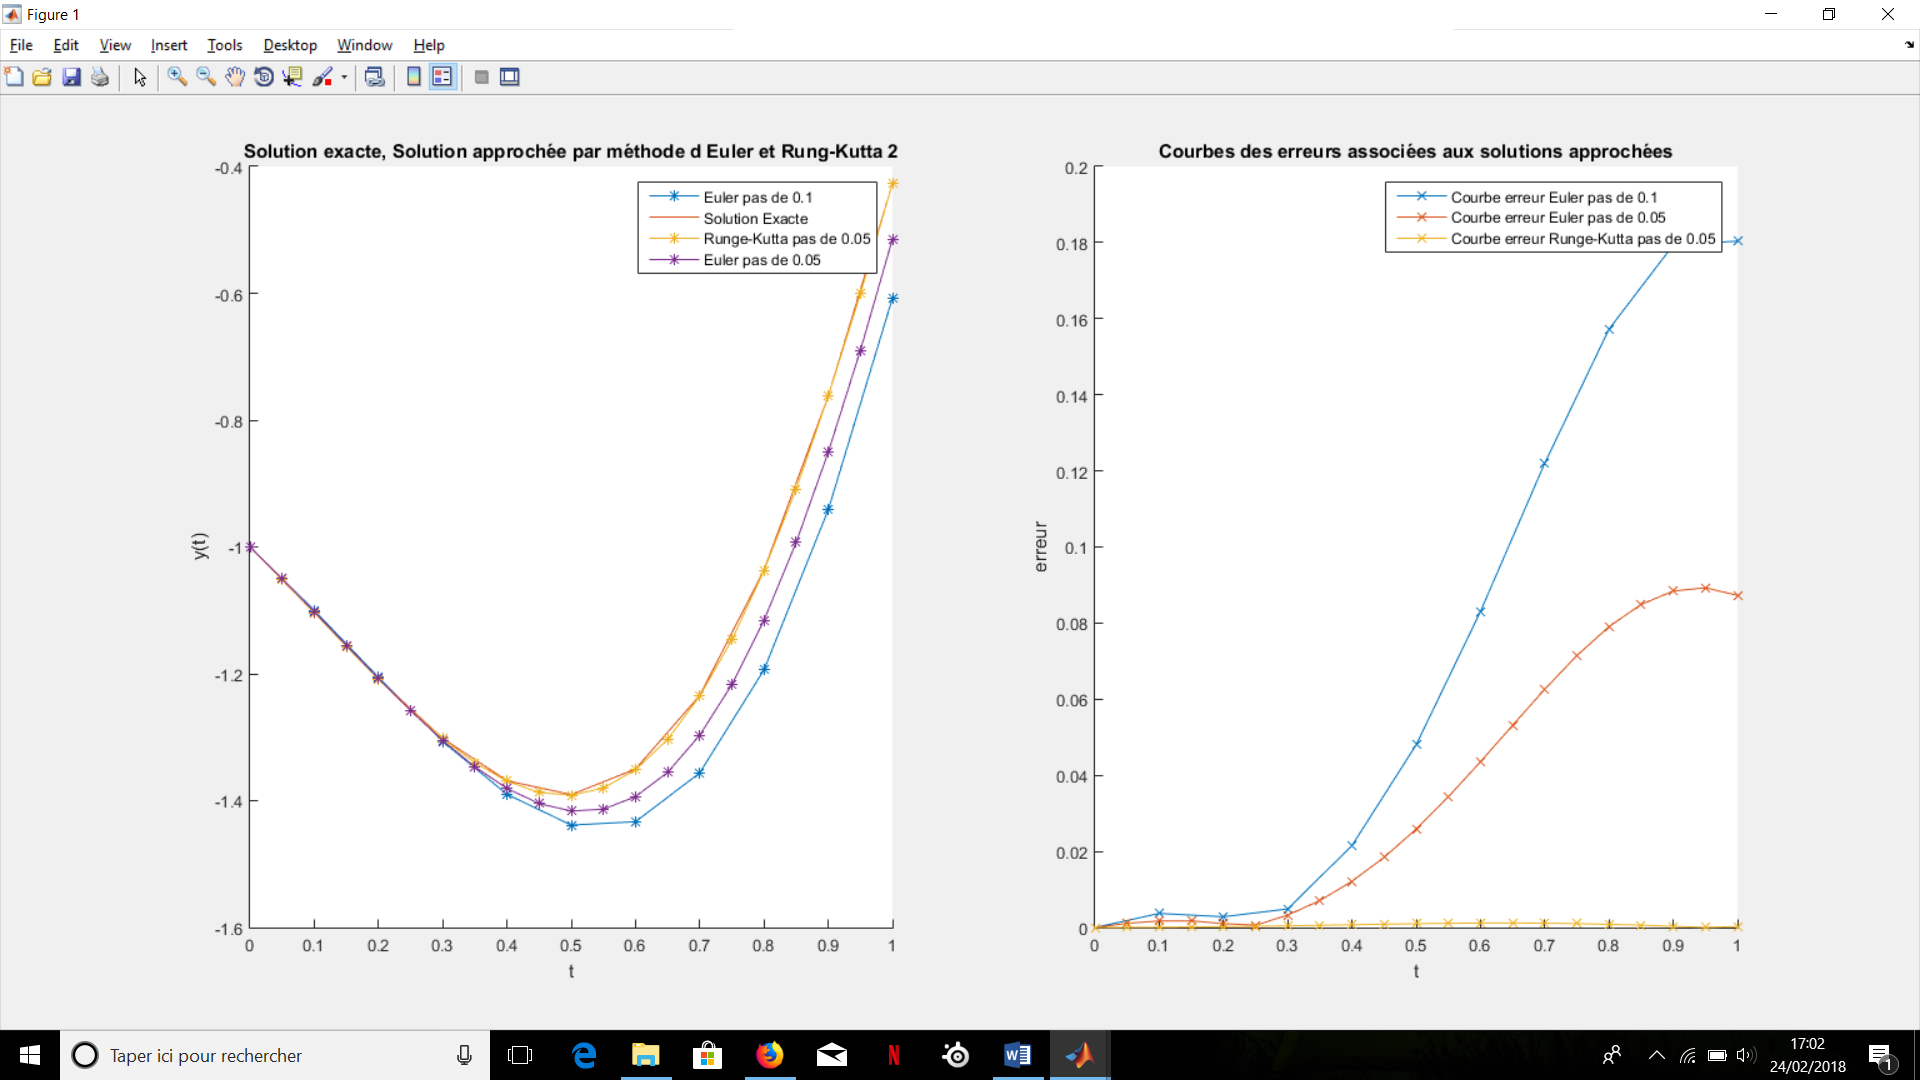 Figure 1
File Edit View Insert Tools Desktop Window Help
Solution exacte, Solution approchée par méthode d Euler et Rung-Kutta 2
-0.4
-0.6
-0.8
-1
-1.2
-1.4
-1.6
y(t)
Euler pas de 0.1
Solution Exacte
Runge-Kutta pas de 0.05
Euler pas de 0.05
0 0.1 0.2 0.3 0.4 0.5 0.6 0.7 0.8 0.9 1
t
Courbes des erreurs associées aux solutions approchées
0.2
0.18
0.16
0.14
0.12
0.1
0.08
0.06
0.04
0.02
0
erreur
Courbe erreur Euler pas de 0.1
Courbe erreur Euler pas de 0.05
Courbe erreur Runge-Kutta pas de 0.05
0 0.1 0.2 0.3 0.4 0.5 0.6 0.7 0.8 0.9 1
t
Taper ici pour rechercher
N
17:02
24/02/2018
1